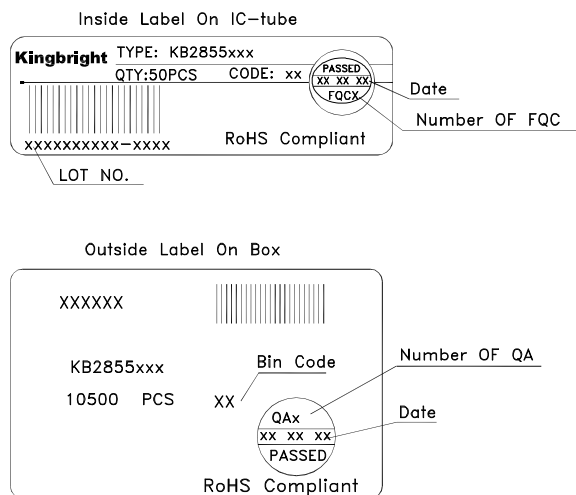 Inside Label On IC-tube
Kingbright TYPE: KB2855xxx
QTY:50PCS CODE: xx
PASSED
xx xx xx
FQCX
Date
Number OF FQC
xxxxxxxxxx-xxxx
RoHS Compliant
LOT NO.
Outside Label On Box
XXXXXX
KB2855xxx
Bin Code
Number OF QA
10500 PCS XX
QAx
Date
xx xx xx
PASSED
RoHS Compliant